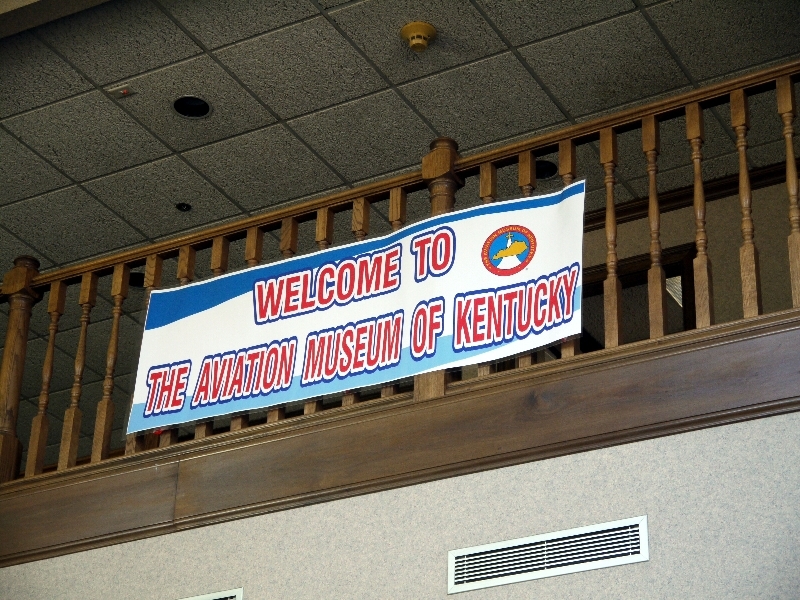 WELCOME TO
THE AVIATION MUSEUM OF KENTUCKY